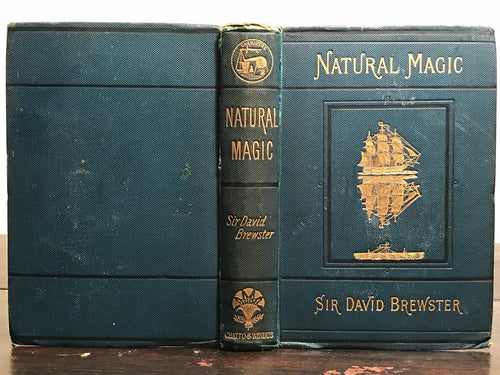 NATURAL
MAGIC
Sir David
Brewster
CHATTO & WINDUS
NATURAL MAGIC
SIR DAVID BREWSTER